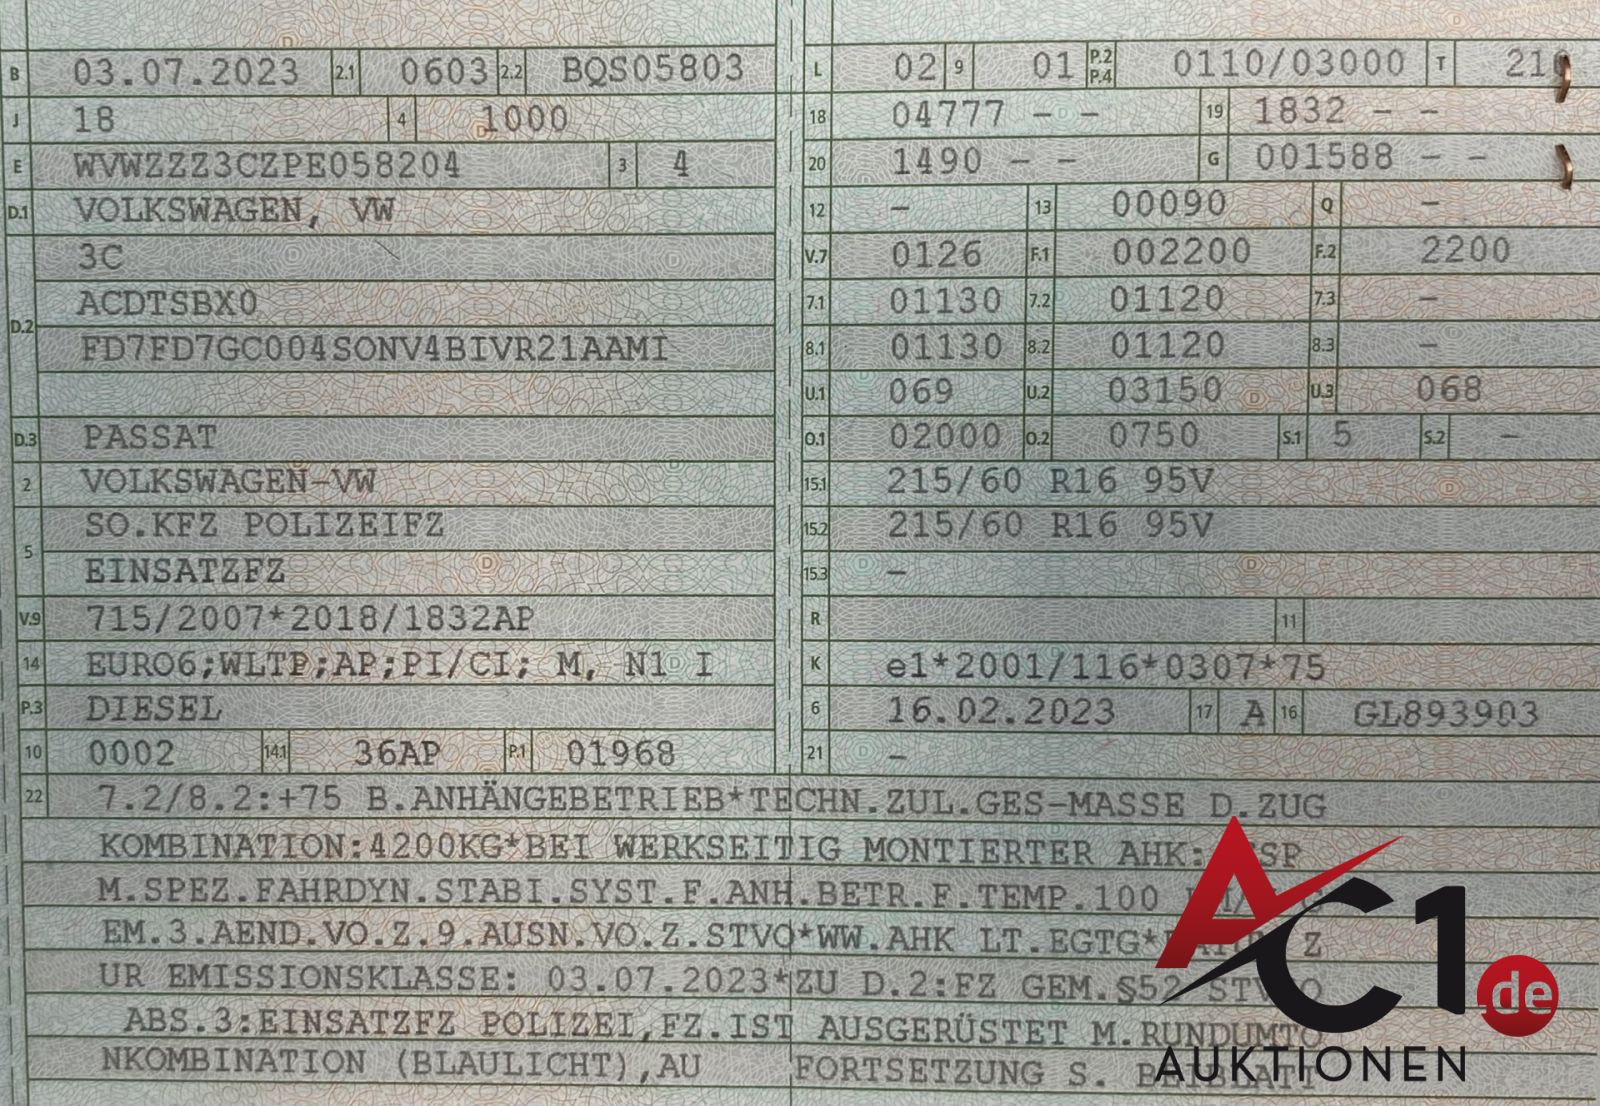 B 03.07.2023 2.1 0603 2.2 BQS05803
J 18 4 1000
E WVWZZZ3CZPE058204 3 4
D.1 VOLKSWAGEN, VW
D.2 3C
ACDTSBX0
FD7FD7GC004SONV4BIVR21AAMI
D.3 PASSAT
2 VOLKSWAGEN-VW
5 SO.KFZ POLIZEIFZ
EINSATZFZ
V.9 715/2007*2018/1832AP
14 EURO6;WLTP;AP;PI/CI; M, N1 I
P.3 DIESEL
10 0002 14.1 36AP P.1 01968
L 02 9 01 P.2 P.4 0110/03000 T 210
18 04777 - - 19 1832 - -
20 1490 - - G 001588 - -
12 - 13 00090 Q -
V.7 0126 F.1 002200 F.2 2200
7.1 01130 7.2 01120 7.3 -
8.1 01130 8.2 01120 8.3 -
U.1 069 U.2 03150 U.3 068
O.1 02000 O.2 0750 S.1 5 S.2 -
15.1 215/60 R16 95V
15.2 215/60 R16 95V
15.3 -
R 11
K e1*2001/116*0307*75
6 16.02.2023 17 A 16 GL893903
21 -
22 7.2/8.2:+75 B.ANHÄNGEBETRIEB*TECHN.ZUL.GES-MASSE D.ZUG
KOMBINATION:4200KG*BEI WERKSEITIG MONTIERTER AHK:
M.SPEZ.FAHRDYN.STABI.SYST.F.ANH.BETR.F.TEMP.100
EM.3.AEND.VO.Z.9.AUSN.VO.Z.STVO*WW.AHK LT.EGTG* Z
UR EMISSIONSKLASSE: 03.07.2023*ZU D.2:FZ GEM.§52 STVZO
ABS.3:EINSATZFZ POLIZEI,FZ.IST AUSGERÜSTET M.RUNDUMTO
NKOMBINATION (BLAULICHT),AU FORTSETZUNG S. BEIBLATT
AC1.de
AUKTIONEN